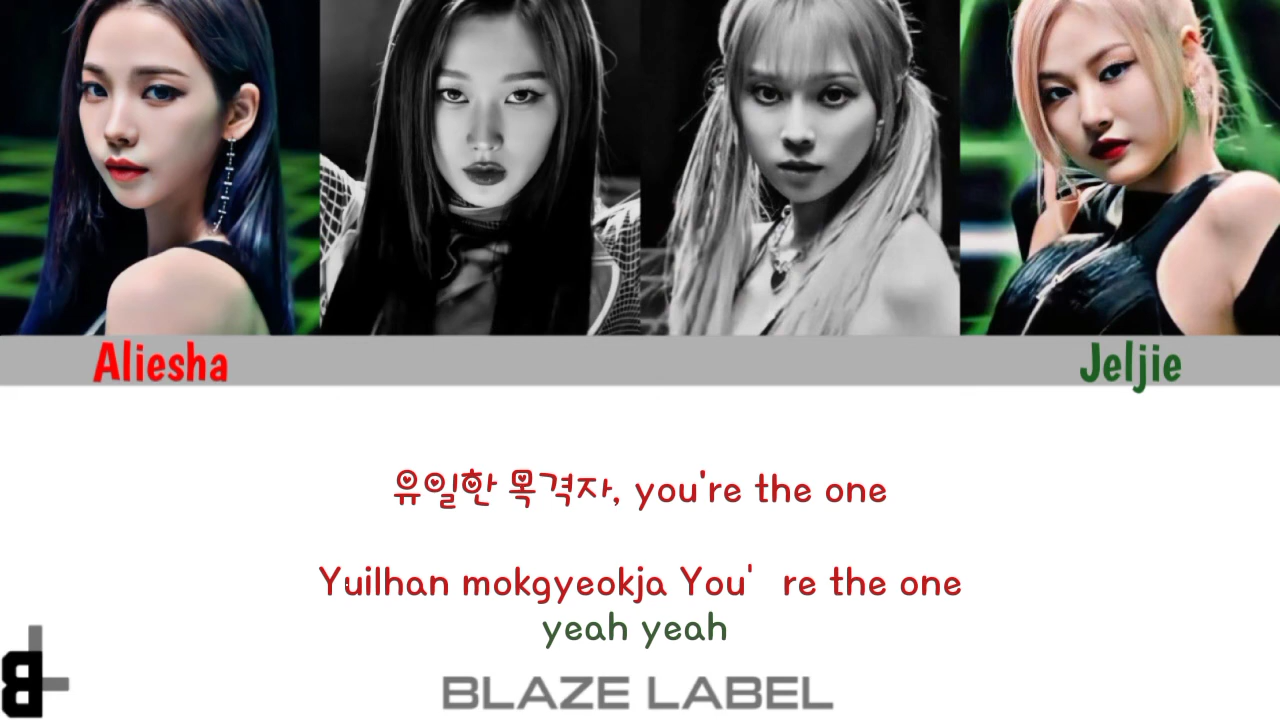 Aliesha
Jeljie
유일한 목격자, you're the one
Yuilhan mokgyeokja You' re the one
yeah yeah
B
BLAZE LABEL